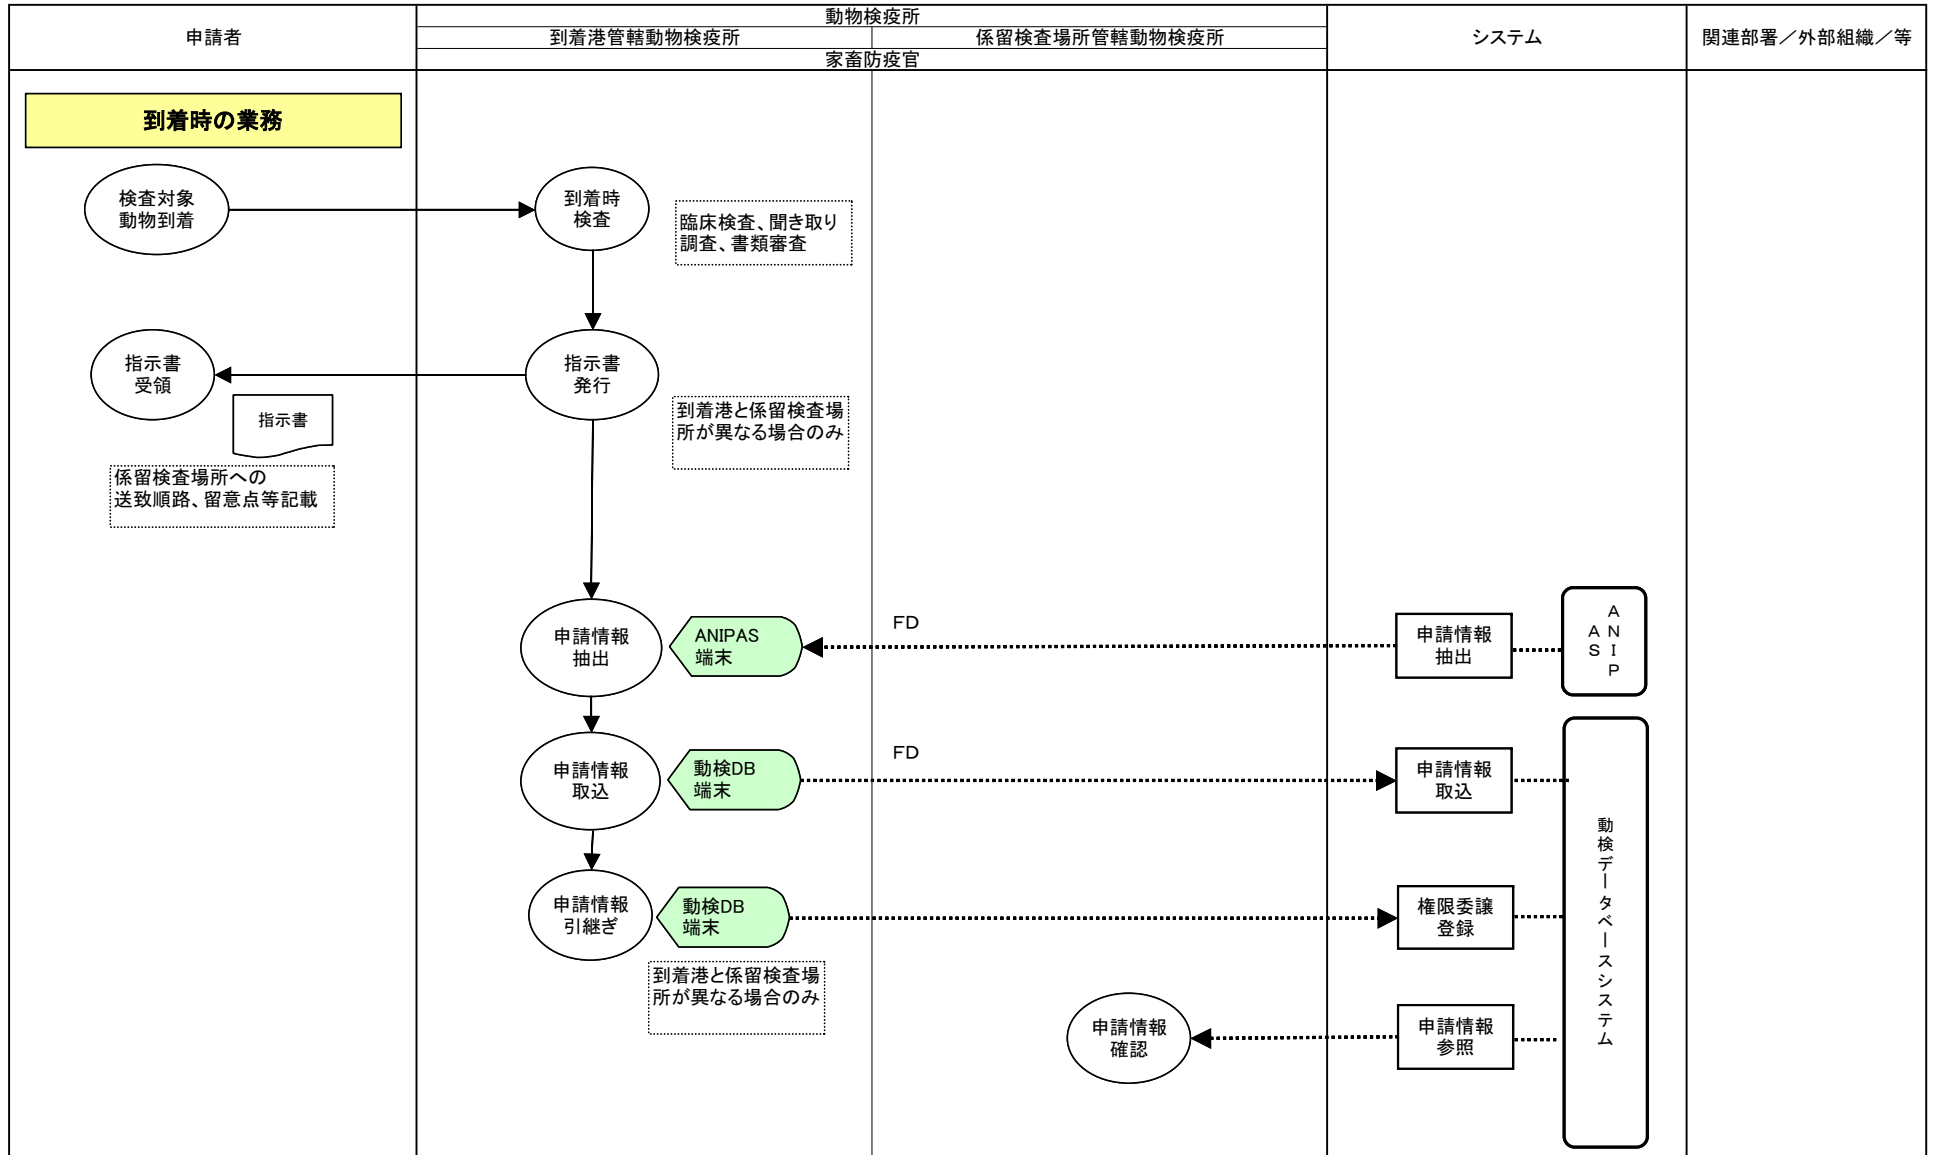 動物検疫所
申請者
到着港管轄動物検疫所
係留検査場所管轄動物検疫所
システム
関連部署／外部組織／等
家畜防疫官
到着時の業務
検査対象
動物到着
到着時
検査
臨床検査、聞き取り
調査、書類審査
指示書
受領
指示書
発行
指示書
到着港と係留検査場
所が異なる場合のみ
係留検査場所への
送致順路、留意点等記載
申請情報
抽出
ANIPAS
端末
FD
申請情報
抽出
ANIP
AS
申請情報
取込
動検DB
端末
FD
申請情報
取込
動検データベースシステム
申請情報
引継ぎ
動検DB
端末
権限委譲
登録
到着港と係留検査場
所が異なる場合のみ
申請情報
確認
申請情報
参照